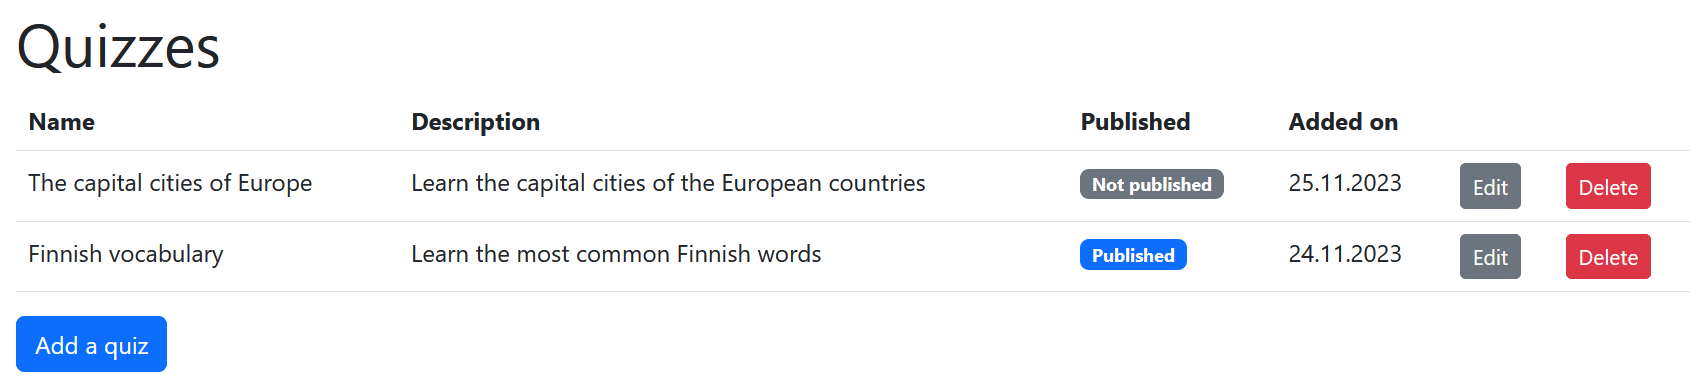 Quizzes
Name Description Published Added on
The capital cities of Europe Learn the capital cities of the European countries Not published 25.11.2023 Edit Delete
Finnish vocabulary Learn the most common Finnish words Published 24.11.2023 Edit Delete
Add a quiz